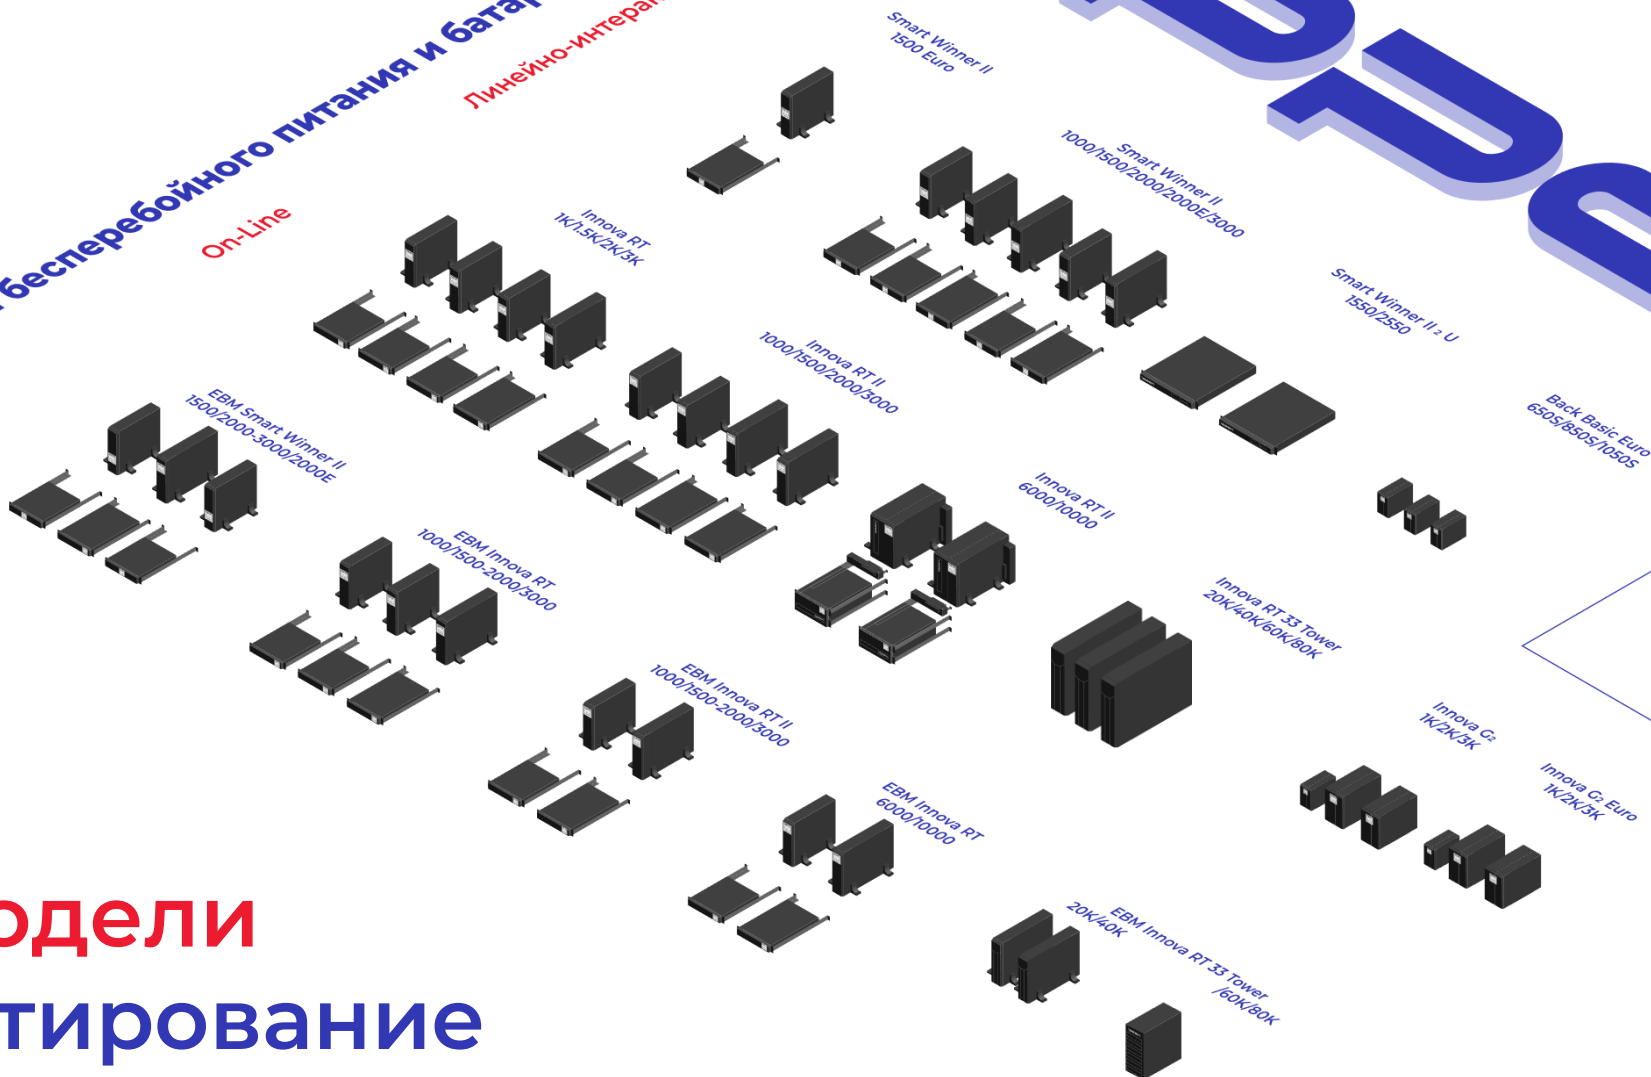 бесперебойного питания и
Линейно-
On-Line
Smart Winner II
1500 Euro
Smart Winner II
1000/1500/2000/2000E/3000
Innova RT
1K/1.5K/2K/3K
Smart Winner II 2 U
1550/2550
Innova RT II
1000/1500/2000/3000
Back Basic Euro
650S/850S/1050S
EBM Smart Winner II
1500/2000-3000/2000E
Innova RT II
6000/10000
EBM Innova RT
1000/1500-2000/3000
Innova RT 33 Tower
20K/40K/60K/80K
EBM Innova RT II
1000/1500-2000/3000
Innova G2
1K/2K/3K
Innova G2 Euro
1K/2K/3K
EBM Innova RT
6000/10000
EBM Innova RT 33 Tower
20K/40K
/60K/80K
одели
тирование